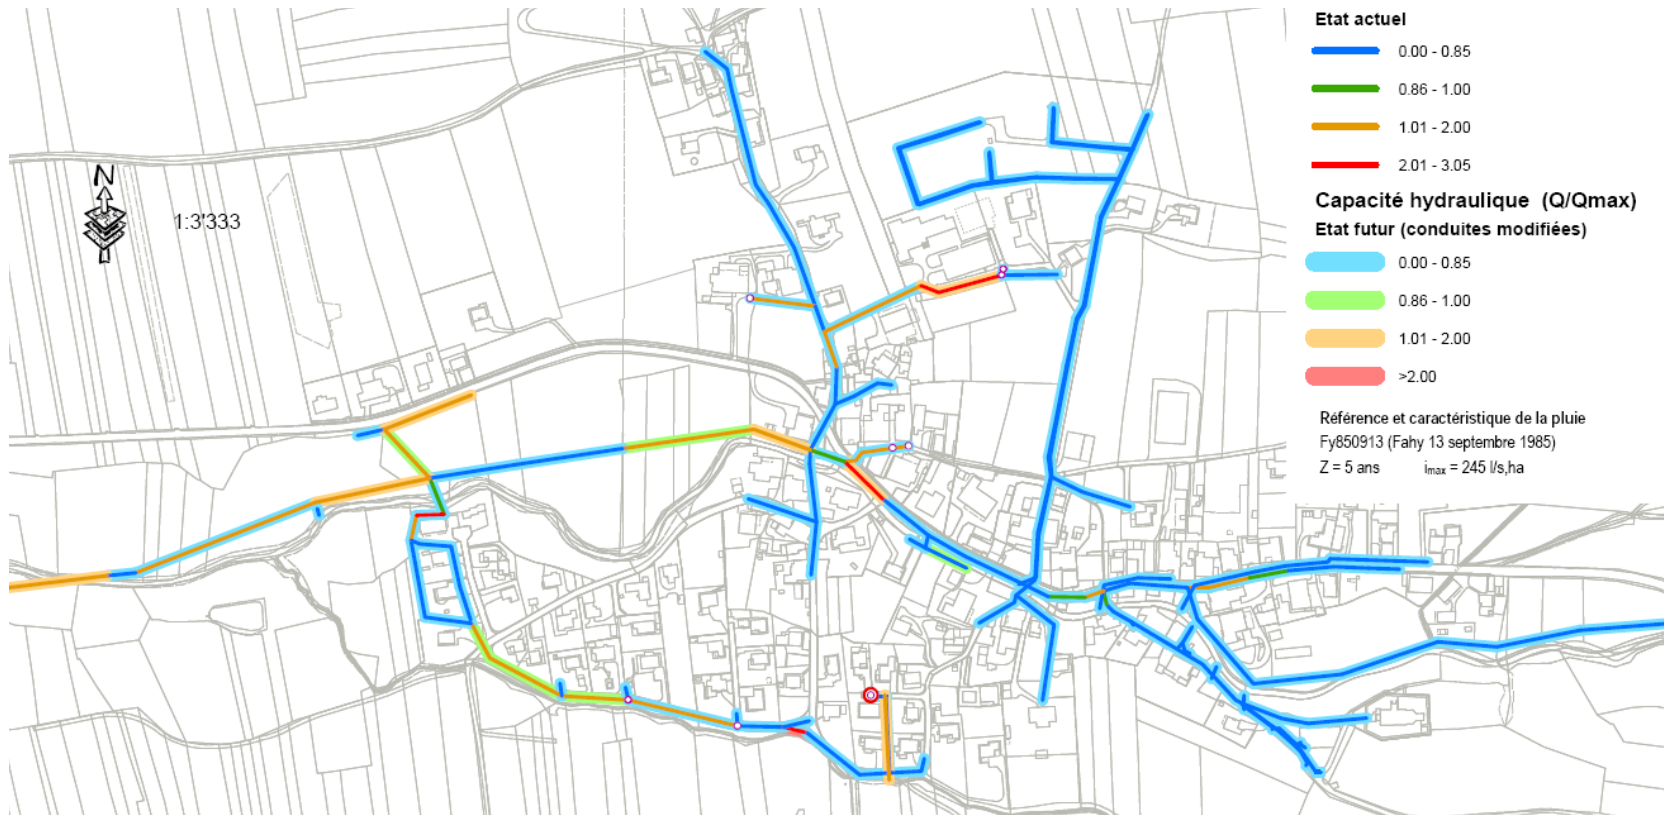 Etat actuel
0.00 - 0.85
0.86 - 1.00
1.01 - 2.00
2.01 - 3.05
Capacité hydraulique (Q/Qmax)
Etat futur (conduites modifiées)
0.00 - 0.85
0.86 - 1.00
1.01 - 2.00
>2.00
Référence et caractéristique de la pluie
Fy850913 (Fahy 13 septembre 1985)
Z = 5 ans imax = 245 l/s,ha
N
1:3'333